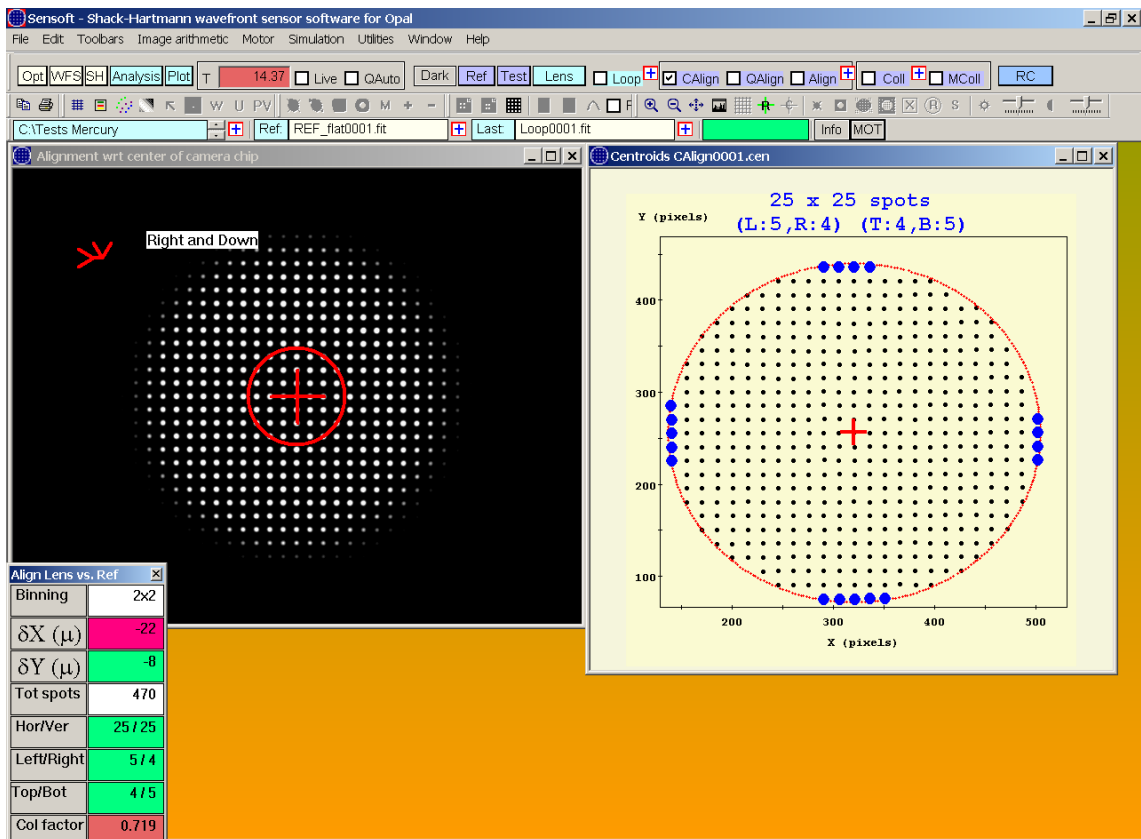 Sensoft - Shack-Hartmann wavefront sensor software for Opal
File Edit Toolbars Image arithmetic Motor Simulation Utilities Window Help
Opt WFS SH Analysis Plot T 14.37 Live QAuto Dark Ref Test Lens Loop CAlign QAlign Align Coll MColl RC
W U PV M + - F R R S
C:\Tests Mercury Ref: REF_flat0001.fit Last: Loop0001.fit Info MOT
Alignment wrt center of camera chip
Right and Down
Centroids CAlign0001.cen
25 x 25 spots
(L:5,R:4) (T:4,B:5)
Y (pixels)
400
300
200
100
200 300 400 500
X (pixels)
Align Lens vs. Ref
Binning 2x2
δX (μ) -22
δY (μ) -8
Tot spots 470
Hor/Ver 25 / 25
Left/Right 5 / 4
Top/Bot 4 / 5
Col factor 0.719